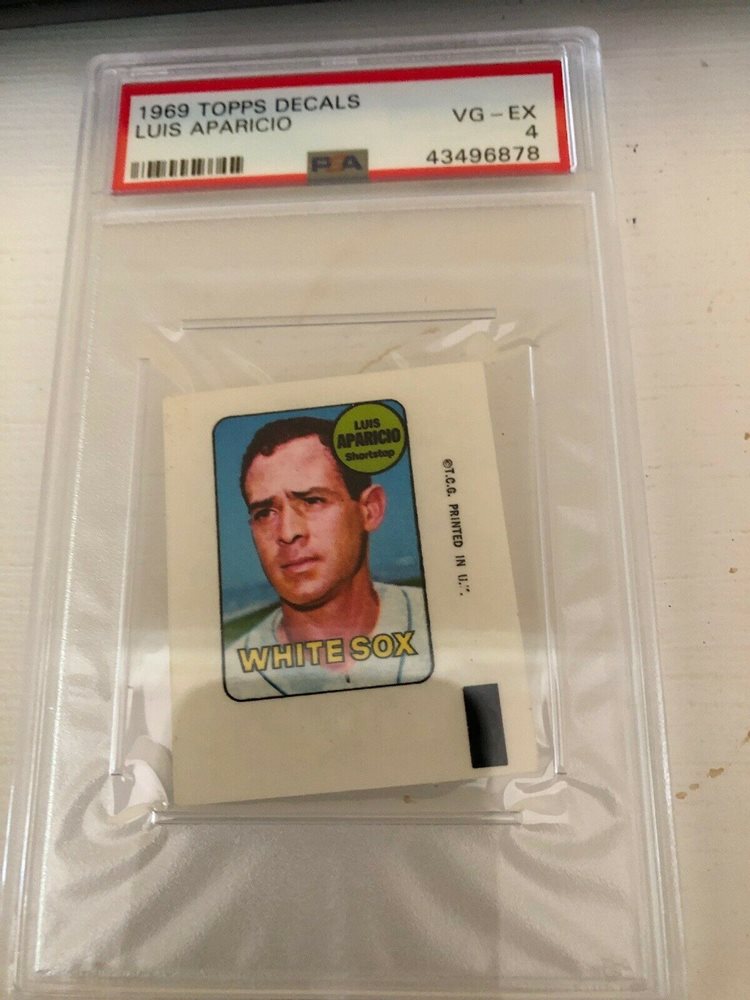 1969 TOPPS DECALS
LUIS APARICIO
VG-EX
4
43496878
PSA
LUIS
APARICIO
Shortstop
WHITE SOX
©T.C.G. PRINTED IN